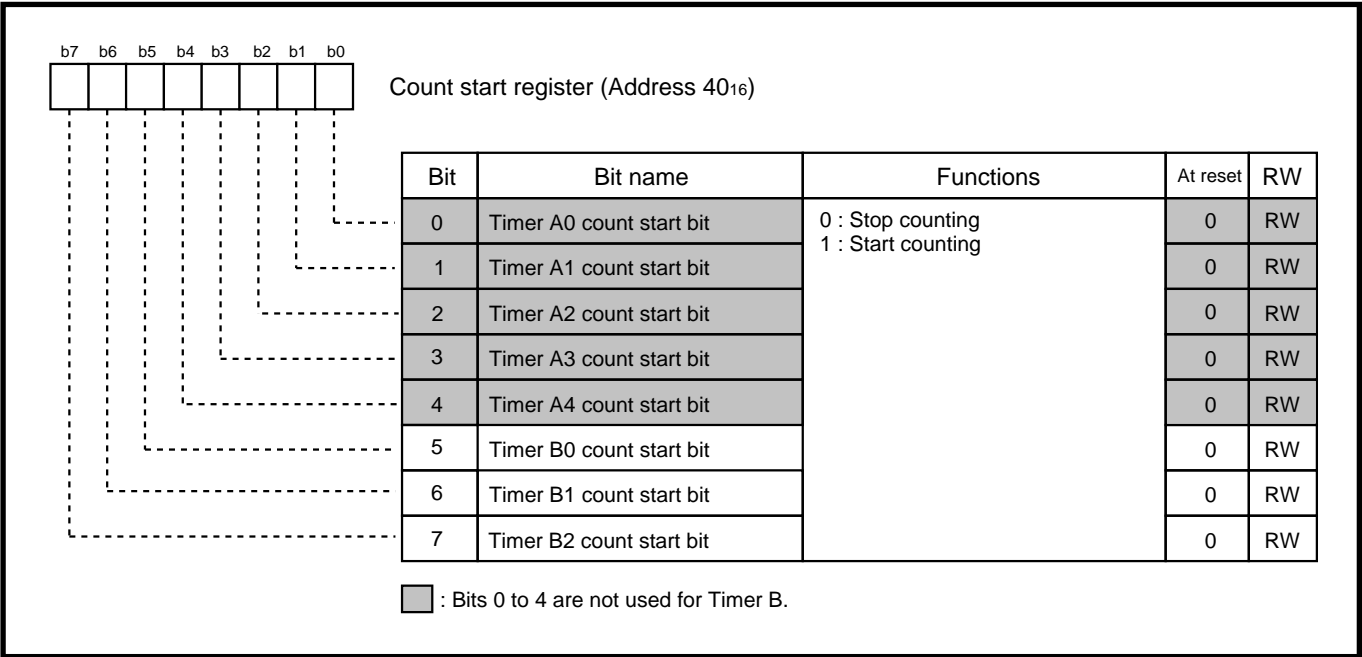 b7 b6 b5 b4 b3 b2 b1 b0
Count start register (Address 40₁₆)
Bit Bit name Functions At reset RW
0 Timer A0 count start bit 0 : Stop counting 0 RW
1 : Start counting
1 Timer A1 count start bit 0 RW
2 Timer A2 count start bit 0 RW
3 Timer A3 count start bit 0 RW
4 Timer A4 count start bit 0 RW
5 Timer B0 count start bit 0 RW
6 Timer B1 count start bit 0 RW
7 Timer B2 count start bit 0 RW
: Bits 0 to 4 are not used for Timer B.